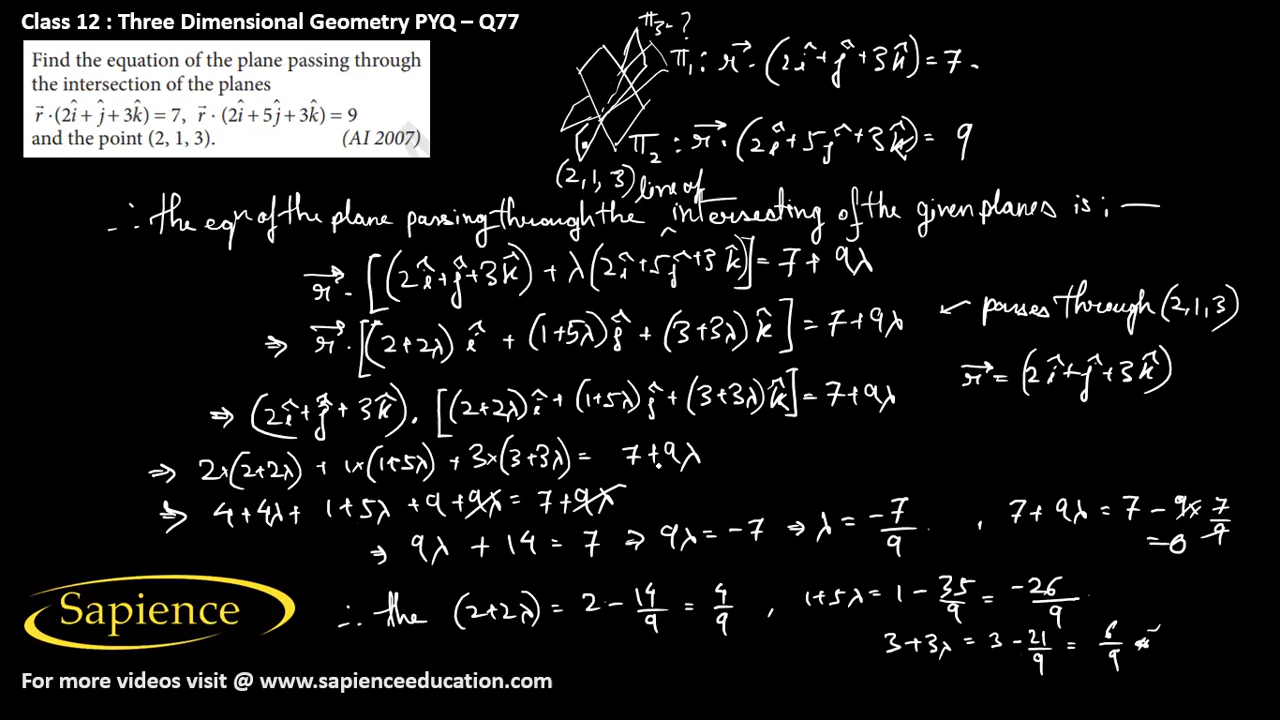 Class 12 : Three Dimensional Geometry PYQ – Q77
Find the equation of the plane passing through
the intersection of the planes
r⃗ ·(2î + ĵ + 3k̂) = 7, r⃗ · (2î + 5ĵ + 3k̂) = 9
and the point (2, 1, 3). (AI 2007)
π₃ - ?
π₁ : r⃗ · (2î + ĵ + 3k̂) = 7.
π₂ : r⃗ · (2î + 5ĵ + 3k̂) = 9
(2, 1, 3) line of
∴ the eqn of the plane passing through the ^ intersecting of the given planes is : —
r⃗ · [(2î + ĵ + 3k̂) + λ(2î + 5ĵ + 3k̂)] = 7 + 9λ
⇒ r⃗ · [(2+2λ) î + (1+5λ) ĵ + (3+3λ) k̂] = 7 + 9λ
↙ passes through (2, 1, 3)
r⃗ = (2î + ĵ + 3k̂)
⇒ (2î + ĵ + 3k̂) . [(2+2λ) î + (1+5λ) ĵ + (3+3λ) k̂] = 7 + 9λ
⇒ 2×(2+2λ) + 1×(1+5λ) + 3×(3+3λ) = 7 + 9λ
⇒ 4 + 4λ + 1 + 5λ + 9 + 9λ = 7 + 9λ
⇒ 9λ + 14 = 7 ⇒ 9λ = -7 ⇒ λ = -7/9 , 7 + 9λ = 7 - 9 × 7/9
= 0
∴ the (2+2λ) = 2 - 14/9 = 4/9 , 1 + 5λ = 1 - 35/9 = -26/9
3 + 3λ = 3 - 21/9 = 6/9
Sapience
For more videos visit @ www.sapienceeducation.com